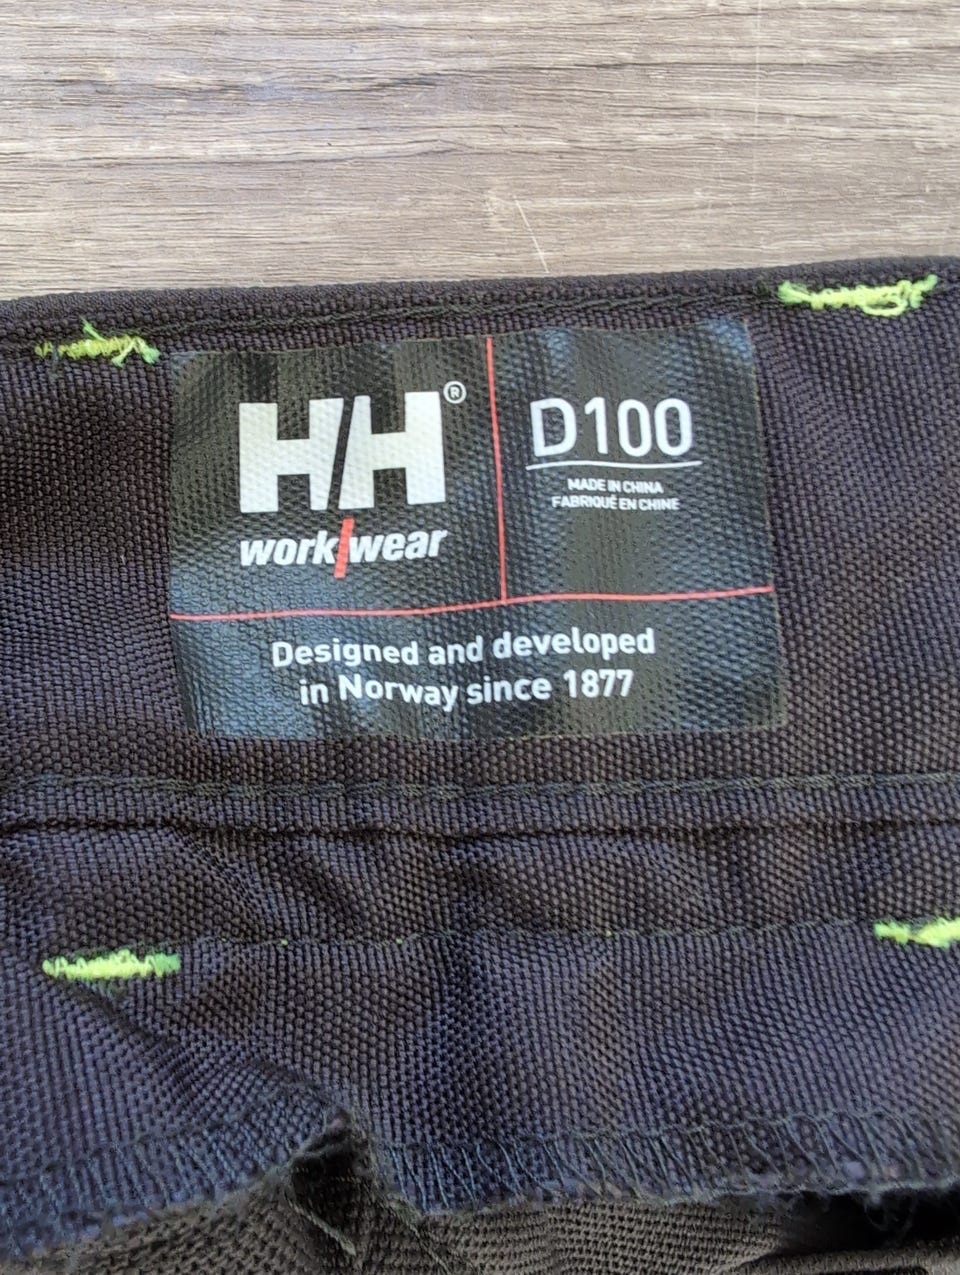 HH®
work/wear
D100
MADE IN CHINA
FABRIQUÉ EN CHINE
Designed and developed
in Norway since 1877